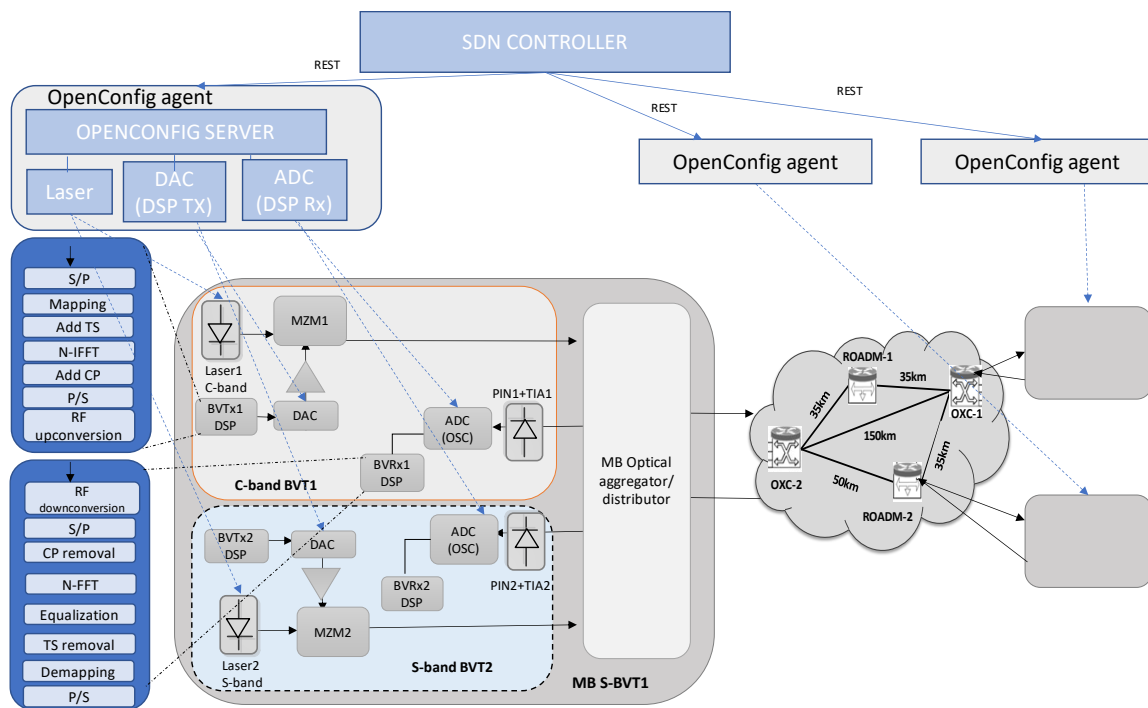 SDN CONTROLLER
REST
REST
REST
OpenConfig agent
OPENCONFIG SERVER
Laser
DAC
(DSP TX)
ADC
(DSP Rx)
OpenConfig agent
OpenConfig agent
S/P
Mapping
Add TS
N-IFFT
Add CP
P/S
RF
upconversion
RF
downconversion
S/P
CP removal
N-FFT
Equalization
TS removal
Demapping
P/S
Laser1
C-band
MZM1
BVTx1
DSP
DAC
ADC
(OSC)
PIN1+TIA1
BVRx1
DSP
C-band BVT1
BVTx2
DSP
DAC
ADC
(OSC)
PIN2+TIA2
BVRx2
DSP
Laser2
S-band
MZM2
S-band BVT2
MB Optical
aggregator/
distributor
MB S-BVT1
ROADM-1
35km
35km
OXC-1
150km
OXC-2
50km
35km
ROADM-2